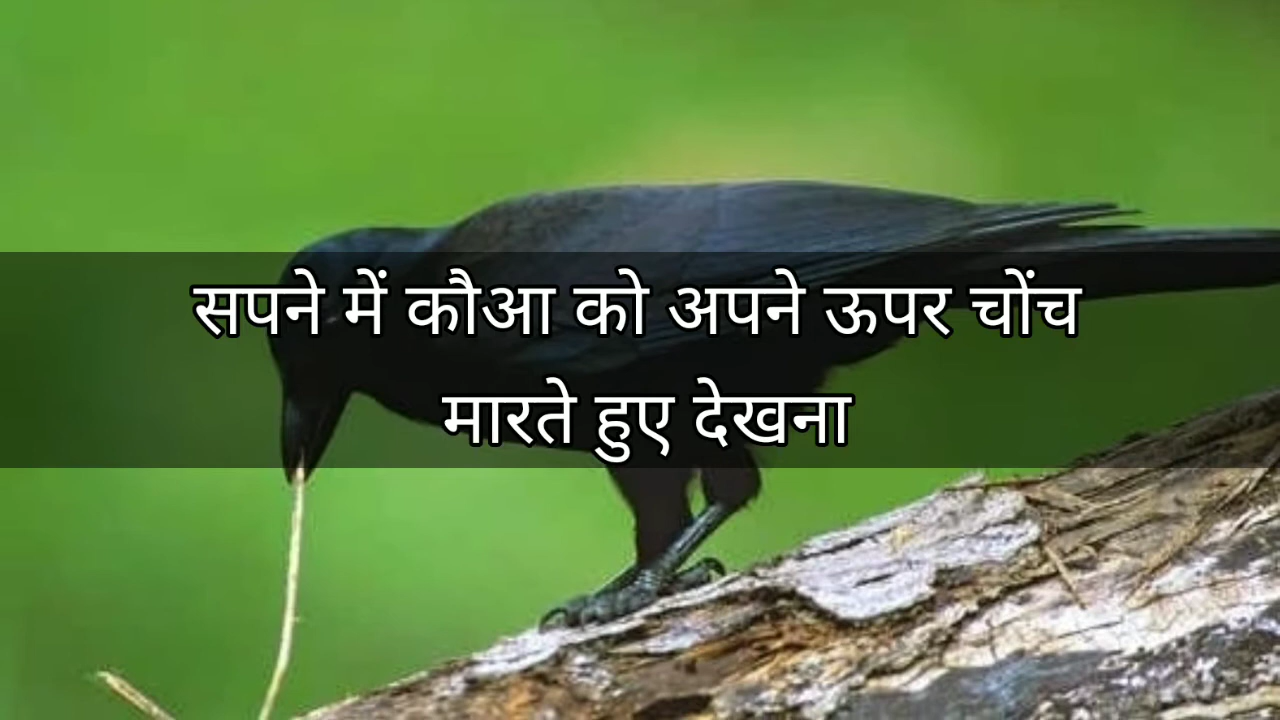 सपने में कौआ को अपने ऊपर चोंच
मारते हुए देखना